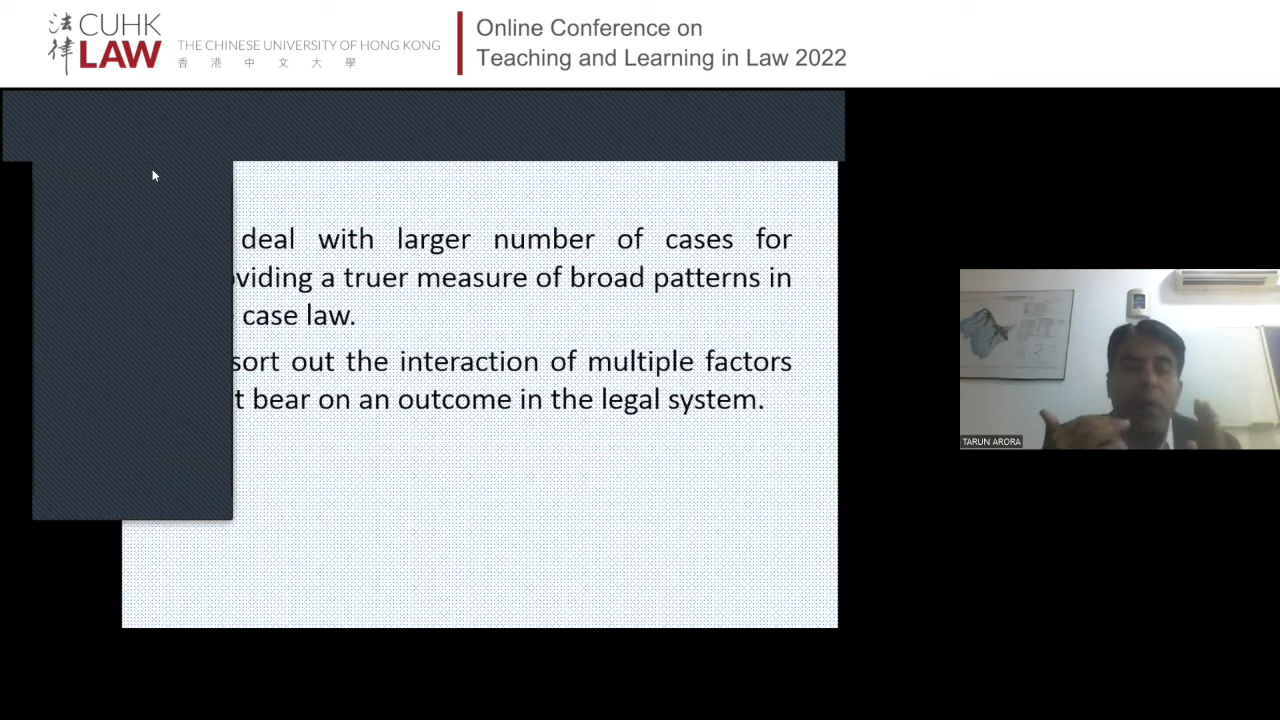 法 CUHK
律 LAW
THE CHINESE UNIVERSITY OF HONG KONG
香港中文大學
Online Conference on
Teaching and Learning in Law 2022
deal with larger number of cases for
viding a truer measure of broad patterns in
case law.
sort out the interaction of multiple factors
t bear on an outcome in the legal system.
TARUN ARORA